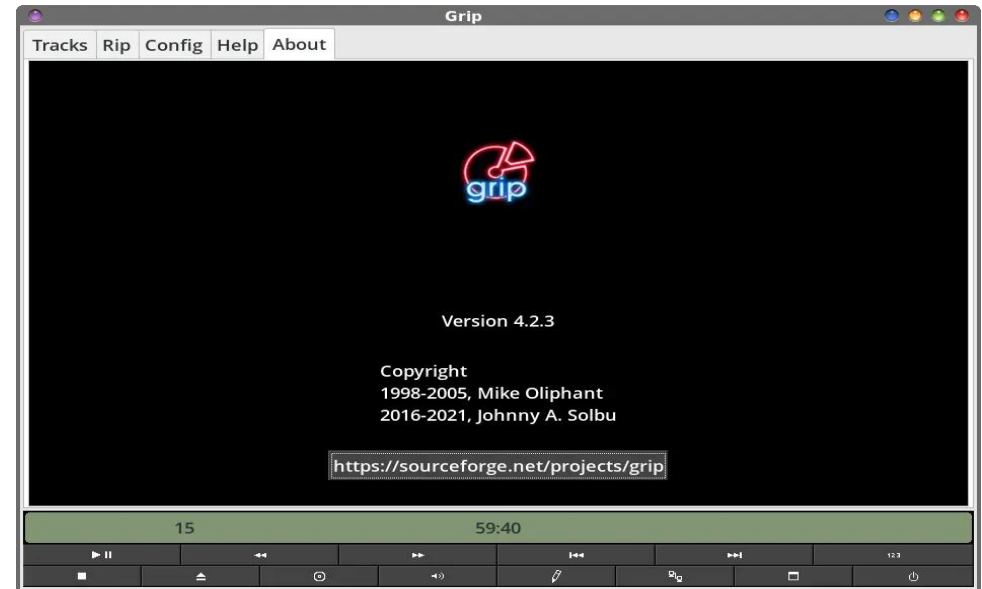 Grip
Tracks Rip Config Help About
grip
Version 4.2.3
Copyright
1998-2005, Mike Oliphant
2016-2021, Johnny A. Solbu
https://sourceforge.net/projects/grip
15 59:40
123